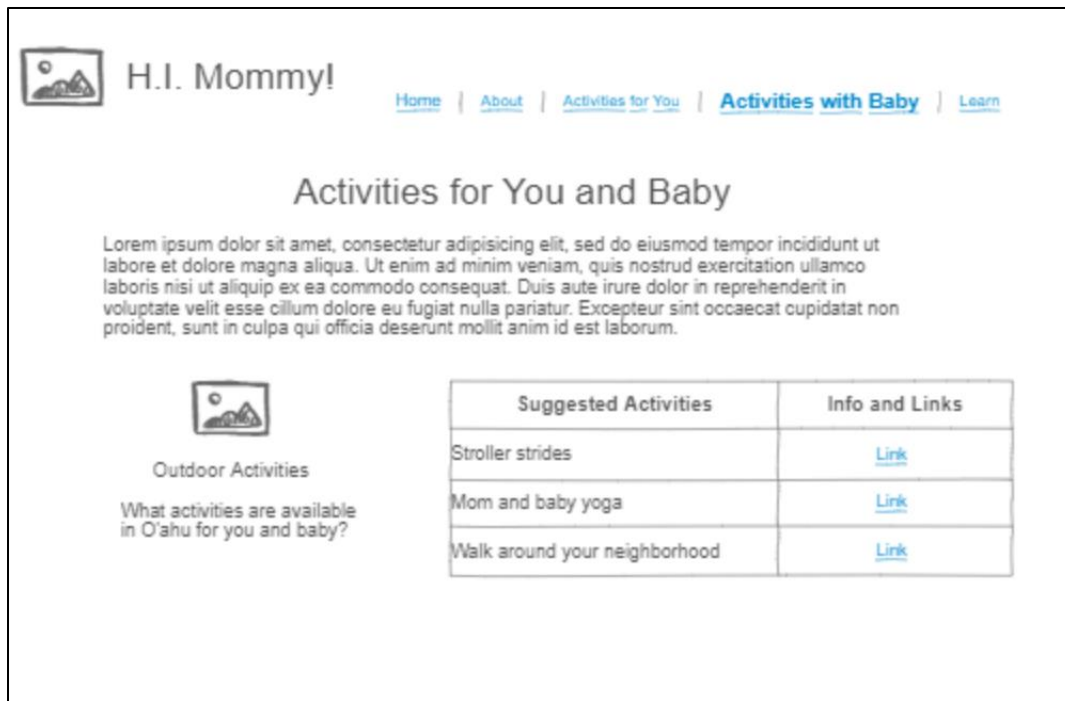 H.I. Mommy!
Home | About | Activities for You | Activities with Baby | Learn
Activities for You and Baby
Lorem ipsum dolor sit amet, consectetur adipisicing elit, sed do eiusmod tempor incididunt ut
labore et dolore magna aliqua. Ut enim ad minim veniam, quis nostrud exercitation ullamco
laboris nisi ut aliquip ex ea commodo consequat. Duis aute irure dolor in reprehenderit in
voluptate velit esse cillum dolore eu fugiat nulla pariatur. Excepteur sint occaecat cupidatat non
proident, sunt in culpa qui officia deserunt mollit anim id est laborum.
Outdoor Activities
What activities are available
in O'ahu for you and baby?
Suggested Activities Info and Links
Stroller strides Link
Mom and baby yoga Link
Walk around your neighborhood Link